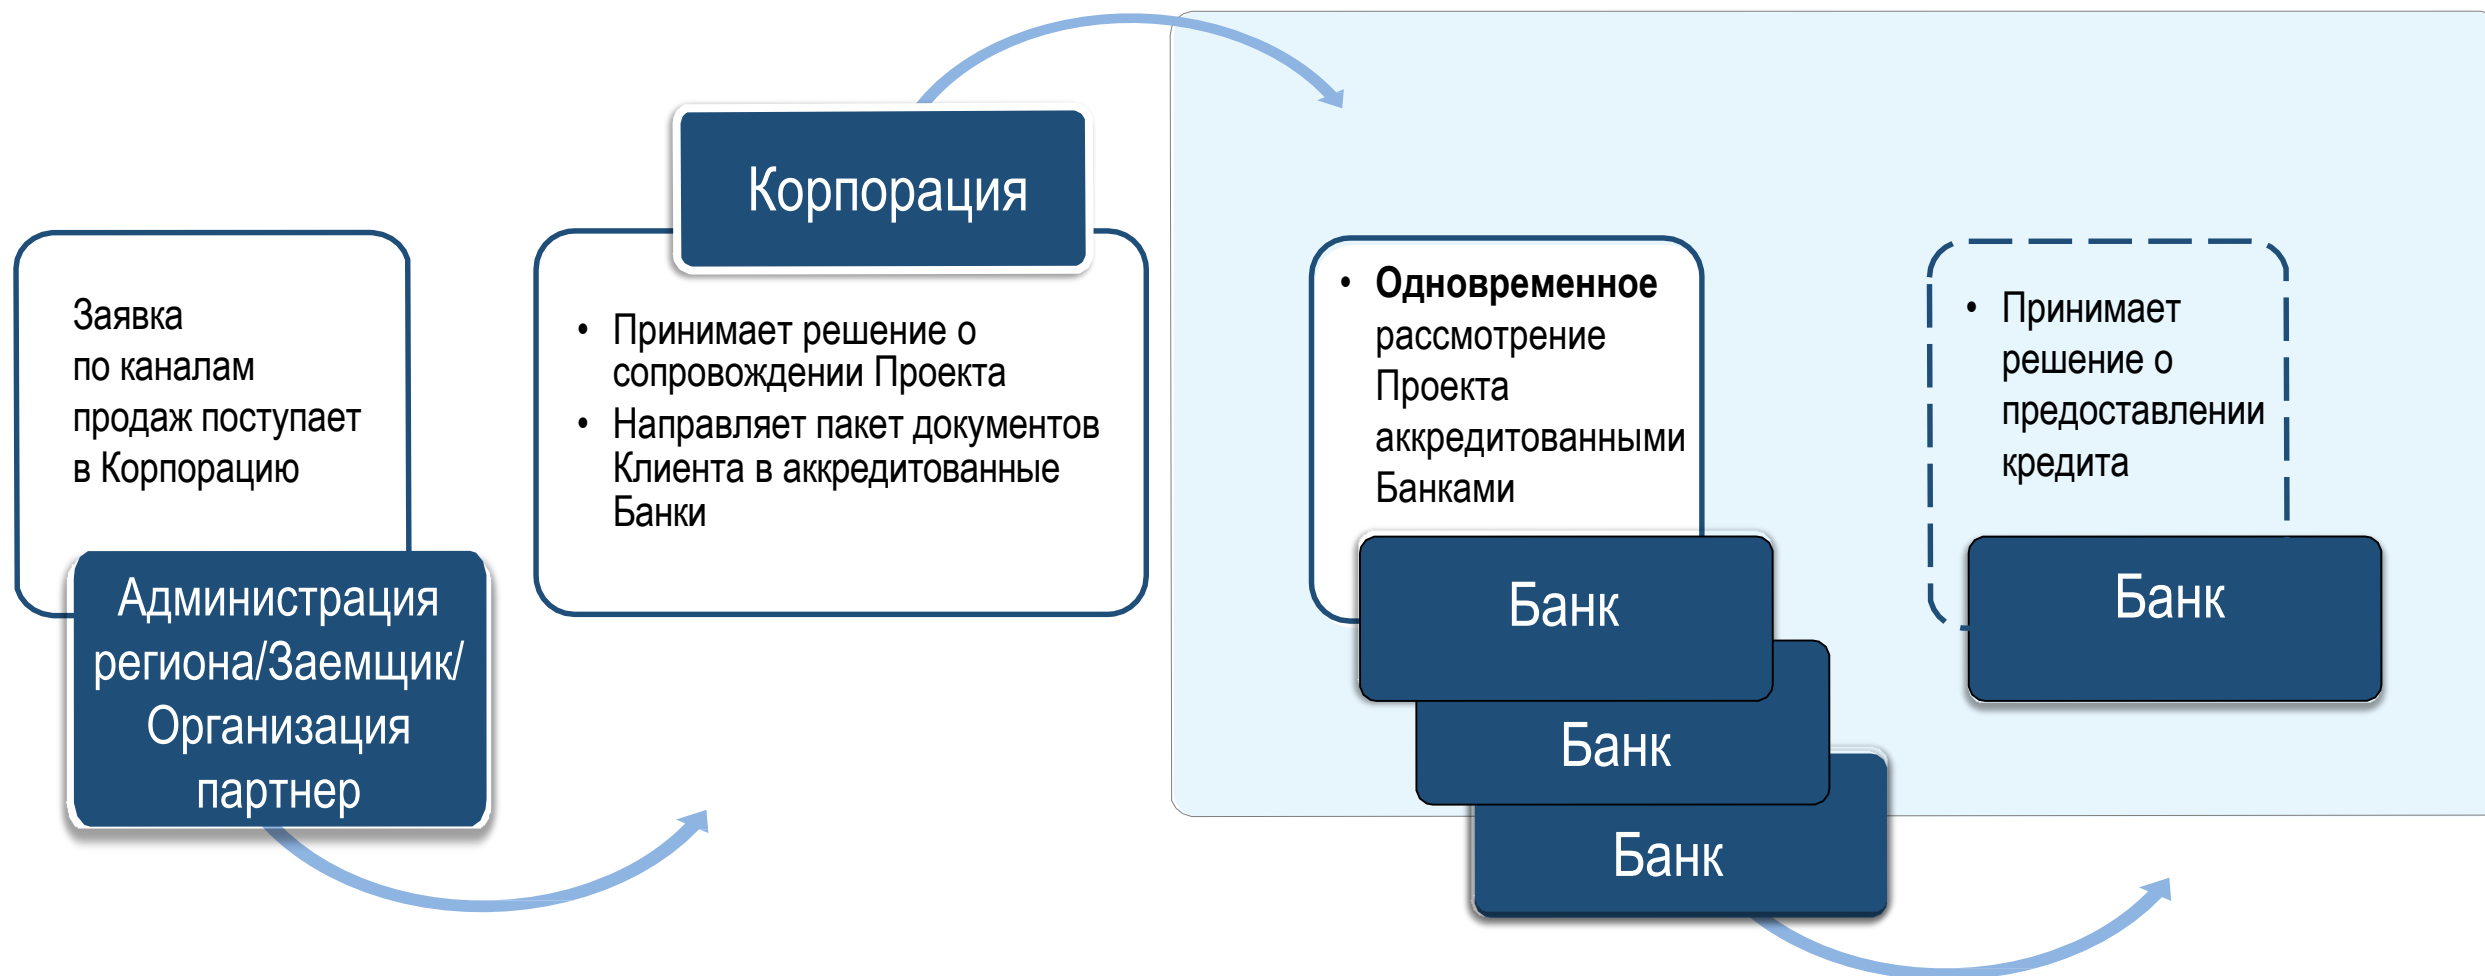 Заявка
по каналам
продаж поступает
в Корпорацию
Администрация
региона/Заемщик/
Организация
партнер
Корпорация
• Принимает решение о
сопровождении Проекта
• Направляет пакет документов
Клиента в аккредитованные
Банки
• Одновременное
рассмотрение
Проекта
аккредитованными
Банками
Банк
Банк
Банк
• Принимает
решение о
предоставлении
кредита
Банк